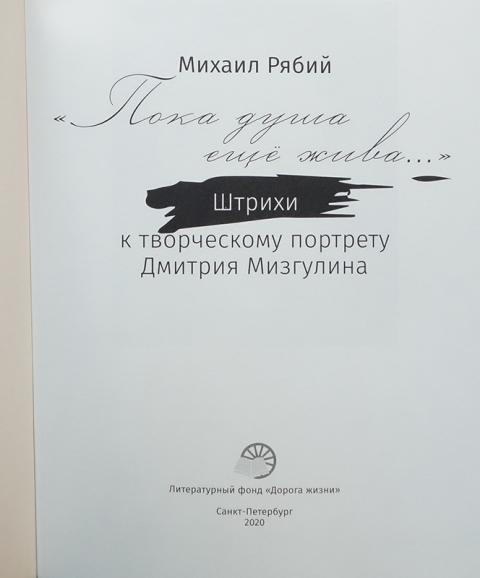 Михаил Рябий
«Пока душа
ещё жива...»
Штрихи
к творческому портрету
Дмитрия Мизгулина
Литературный фонд «Дорога жизни»
Санкт-Петербург
2020